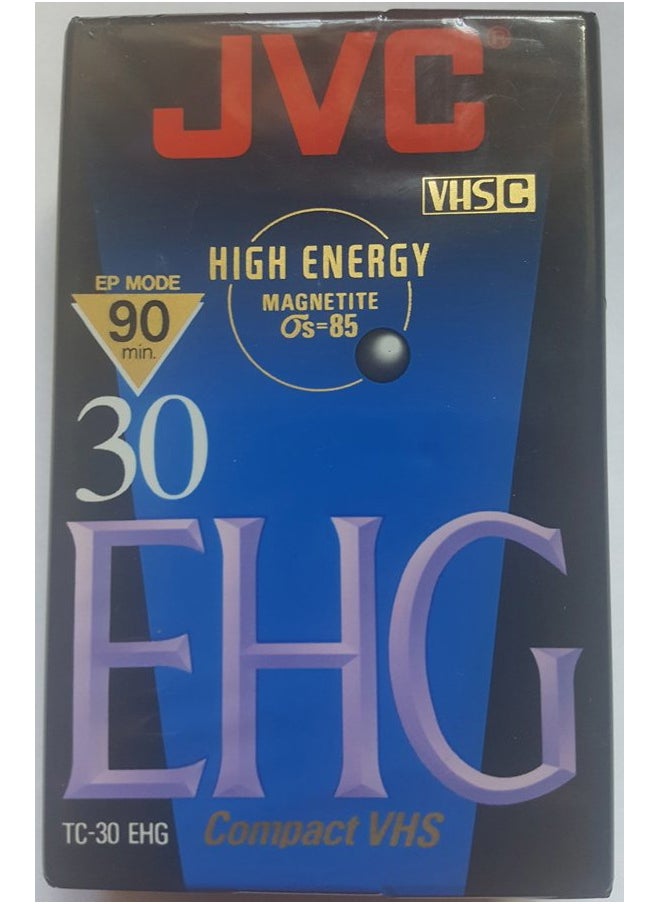 JVC®
VHS C
HIGH ENERGY
MAGNETITE
σs=85
EP MODE
90
min.
30
EHG
TC-30 EHG
Compact VHS